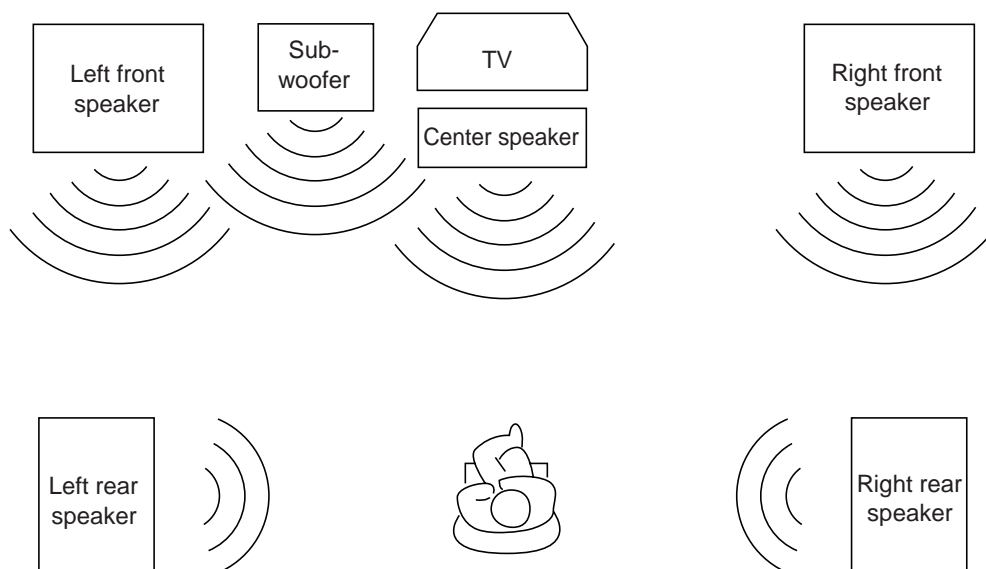 Left front
speaker
Sub-
woofer
TV
Center speaker
Right front
speaker
Left rear
speaker
Right rear
speaker